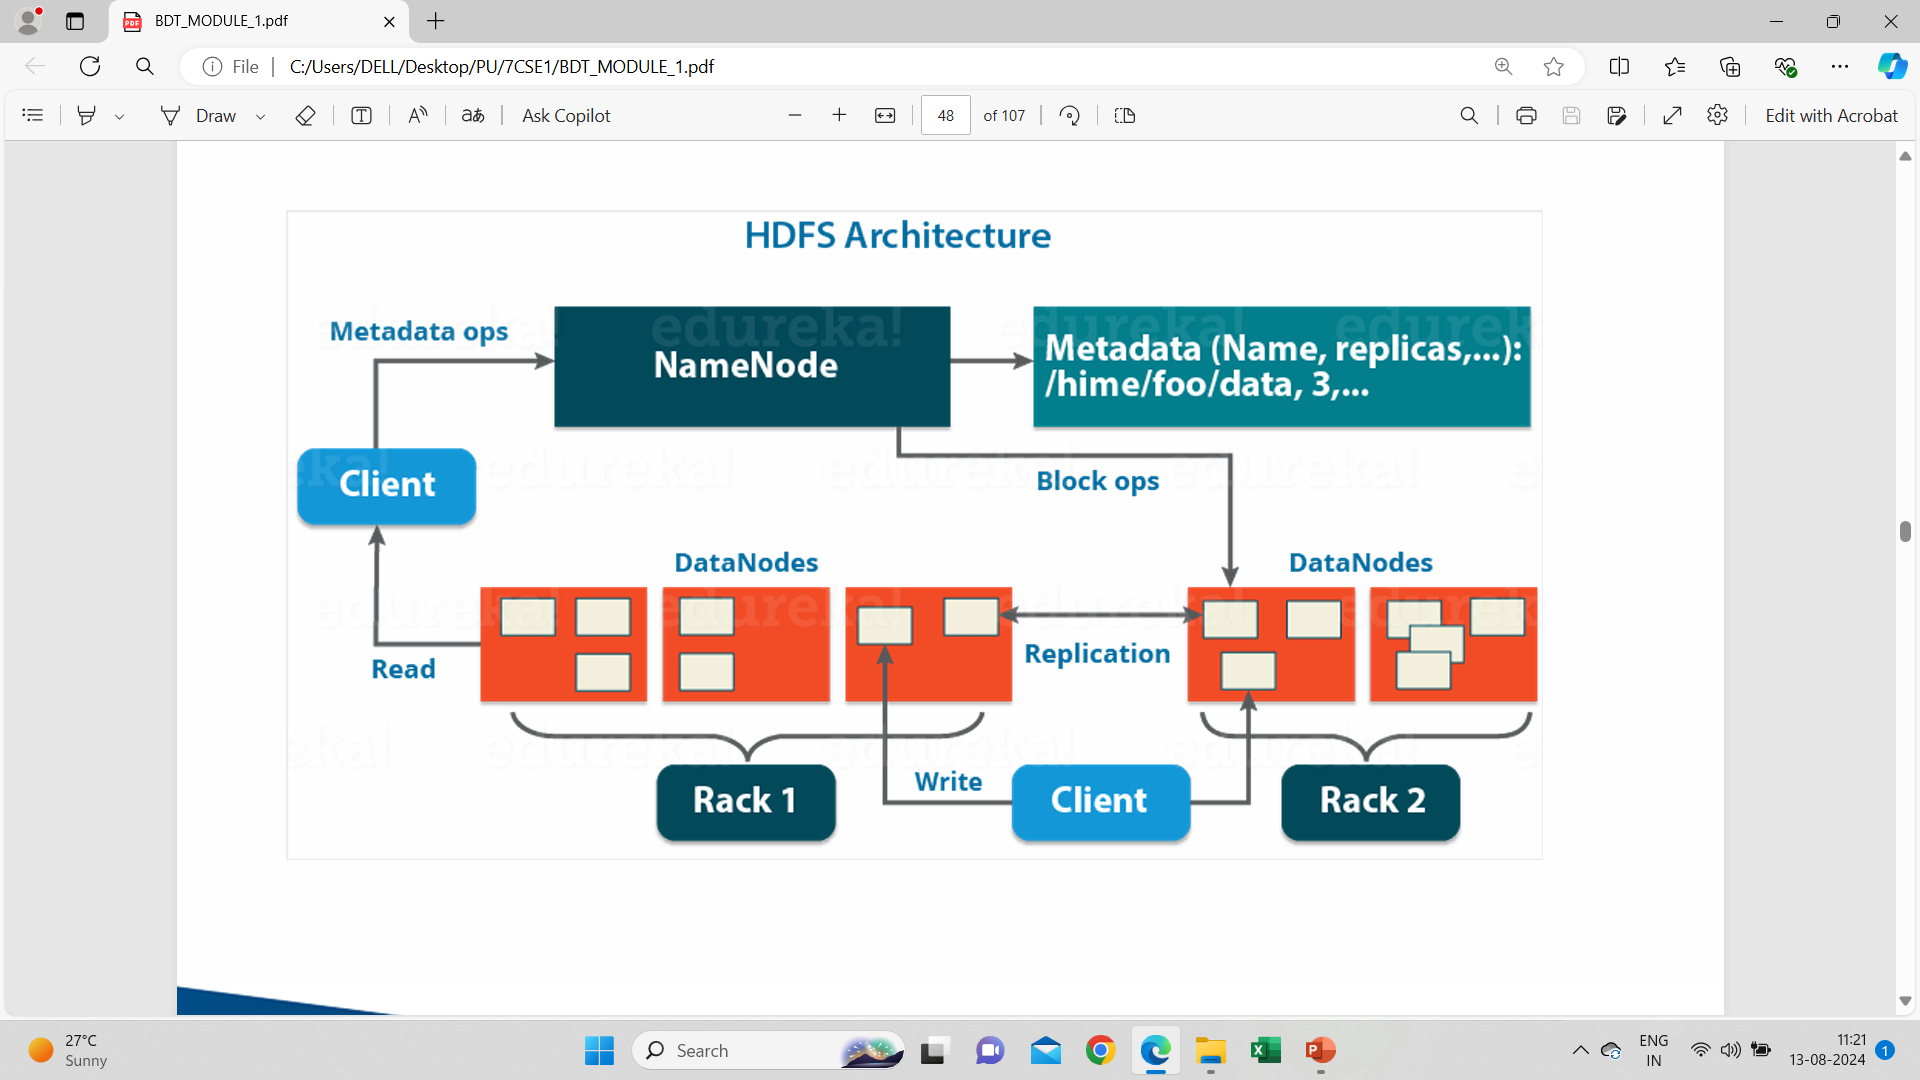 BDT_MODULE_1.pdf
File
C:/Users/DELL/Desktop/PU/7CSE1/BDT_MODULE_1.pdf
Draw
Ask Copilot
48 of 107
Edit with Acrobat
HDFS Architecture
Metadata ops
NameNode
Metadata (Name, replicas,...):
/hime/foo/data, 3,...
Client
Block ops
DataNodes
DataNodes
Read
Replication
Write
Rack 1
Client
Rack 2
edureka!
27°C
Sunny
Search
ENG
IN
11:21
13-08-2024
1